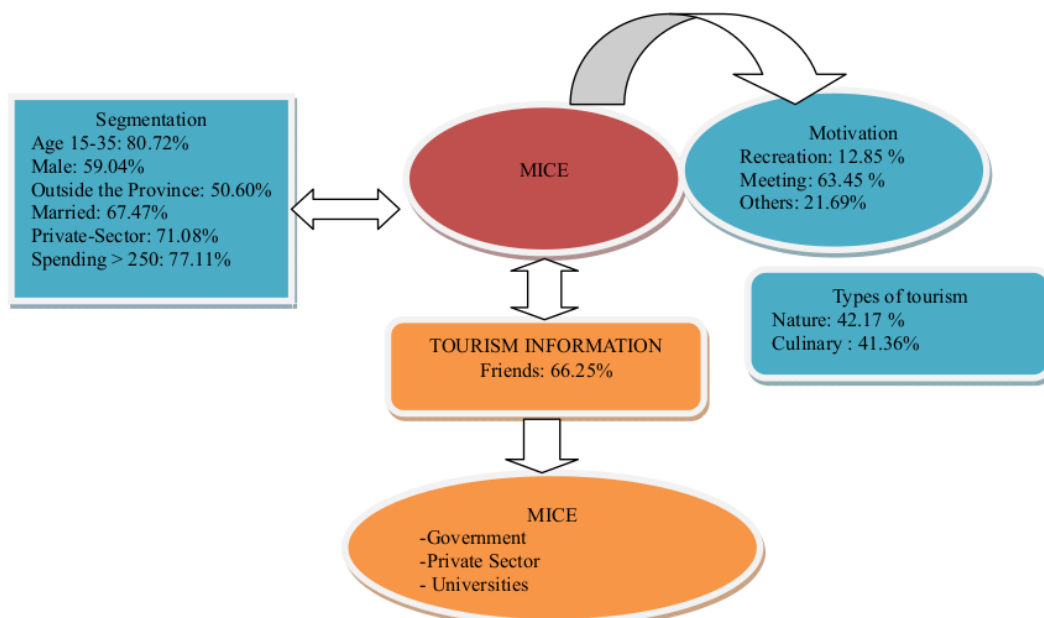 Segmentation
Age 15-35: 80.72%
Male: 59.04%
Outside the Province: 50.60%
Married: 67.47%
Private-Sector: 71.08%
Spending > 250: 77.11%
MICE
Motivation
Recreation: 12.85 %
Meeting: 63.45 %
Others: 21.69%
Types of tourism
Nature: 42.17 %
Culinary : 41.36%
TOURISM INFORMATION
Friends: 66.25%
MICE
-Government
-Private Sector
- Universities